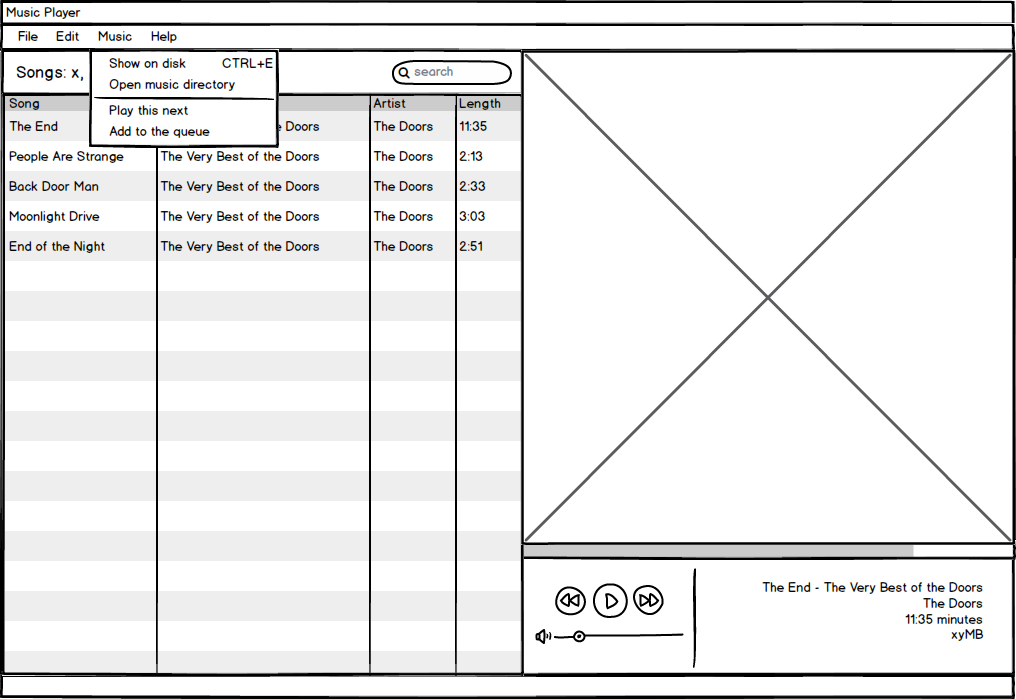 Music Player
File Edit Music Help
Show on disk CTRL+E
Open music directory
Play this next
Add to the queue
Songs: x,
search
Song Artist Length
The End Doors The Doors 11:35
People Are Strange The Very Best of the Doors The Doors 2:13
Back Door Man The Very Best of the Doors The Doors 2:33
Moonlight Drive The Very Best of the Doors The Doors 3:03
End of the Night The Very Best of the Doors The Doors 2:51
The End - The Very Best of the Doors
The Doors
11:35 minutes
xyMB